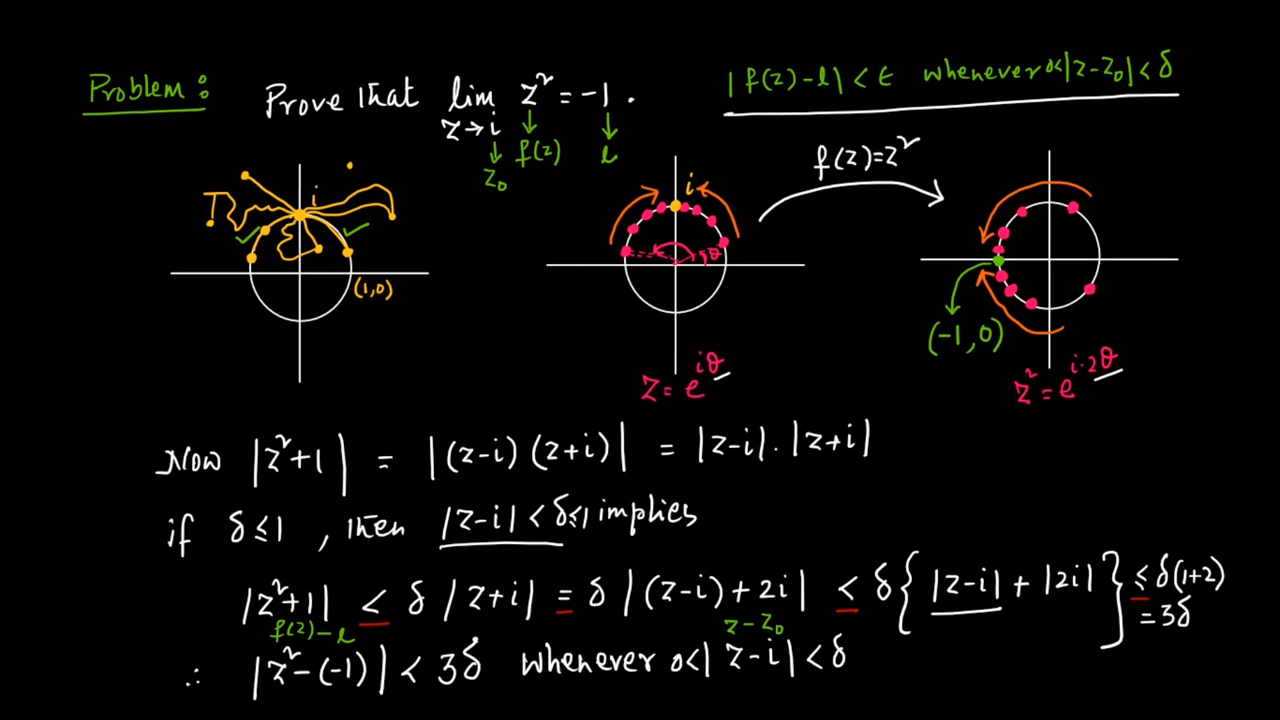 Problem: Prove that lim z→i z² = -1. |f(z)-l| < ϵ whenever 0<|z-z₀| < δ
z₀ f(z) l
f(z)=z²
i
i
θ
(1,0)
(-1,0)
z = e^{iθ}
z² = e^{i·2θ}
Now |z²+1| = |(z-i)(z+i)| = |z-i|.|z+i|
if δ≤1, then |z-i| < δ≤1 implies
|z²+1| < δ|z+i| = δ|(z-i)+2i| < δ{|z-i| + |2i|} ≤ δ(1+2)
= 3δ
f(z)-l z-z₀
∴ |z²-(-1)| < 3δ whenever 0<|z-i| < δ